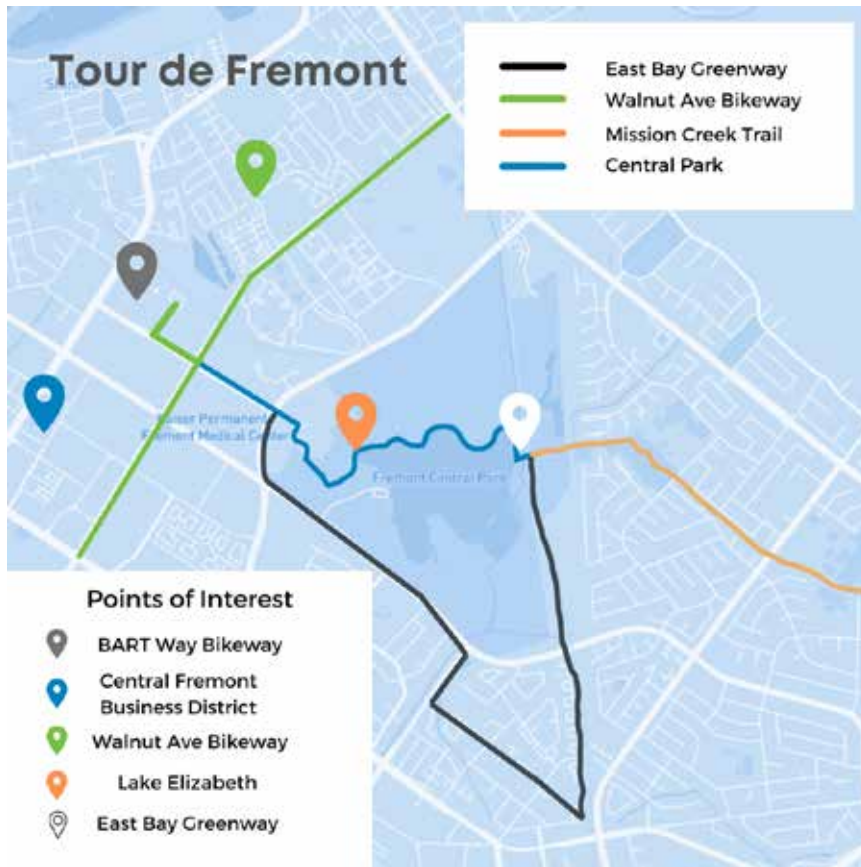 Tour de Fremont
East Bay Greenway
Walnut Ave Bikeway
Mission Creek Trail
Central Park
Fremont Medical Center
Fremont Central Park
Points of Interest
BART Way Bikeway
Central Fremont
Business District
Walnut Ave Bikeway
Lake Elizabeth
East Bay Greenway